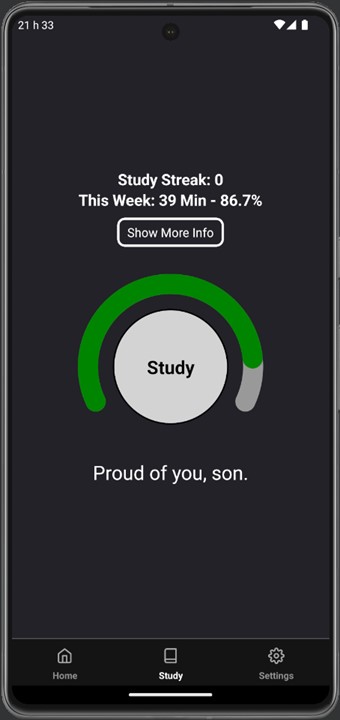 21 h 33
Study Streak: 0
This Week: 39 Min - 86.7%
Show More Info
Study
Proud of you, son.
Home
Study
Settings